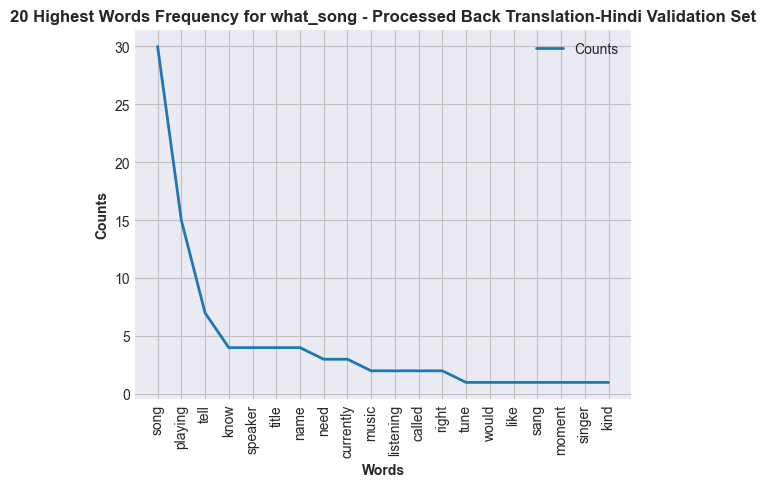 20 Highest Words Frequency for what_song - Processed Back Translation-Hindi Validation Set
Counts
30
25
20
15
10
5
0
Counts
song
playing
tell
know
speaker
title
name
need
currently
music
listening
called
right
tune
would
like
sang
moment
singer
kind
Words